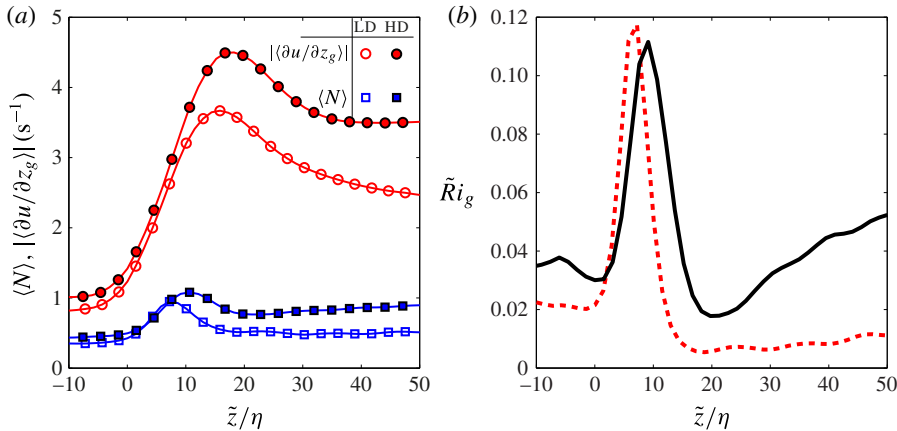 (a)
LD HD
|⟨∂u/∂z_g⟩|
⟨N⟩
⟨N⟩, |⟨∂u/∂z_g⟩| (s⁻¹)
5
4
3
2
1
0
−10 0 10 20 30 40 50
z̃/η
(b)
R̃i_g
0.12
0.10
0.08
0.06
0.04
0.02
0
−10 0 10 20 30 40 50
z̃/η